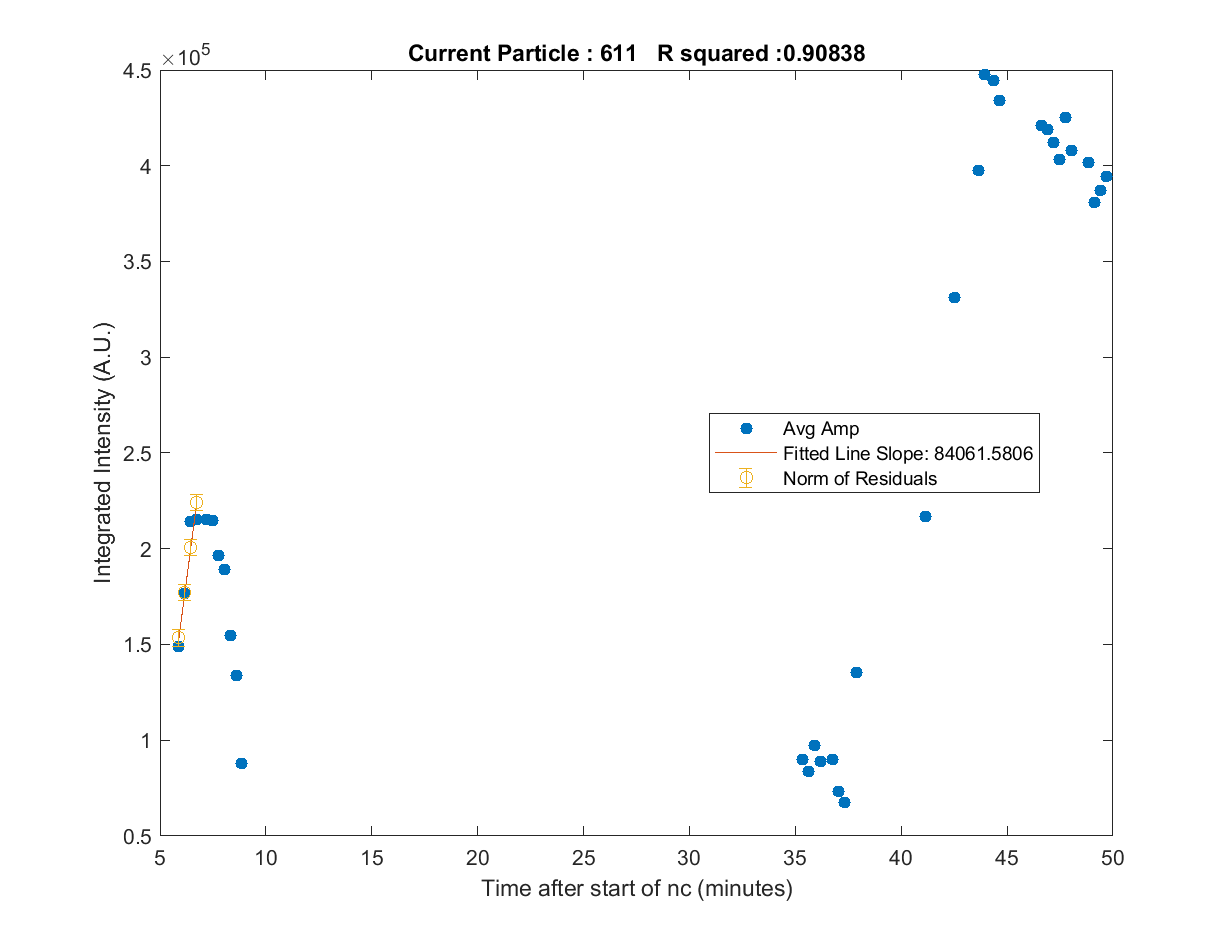 Current Particle : 611 R squared :0.90838
×10^5
4.5
4
3.5
3
2.5
2
1.5
1
0.5
Integrated Intensity (A.U.)
Avg Amp
Fitted Line Slope: 84061.5806
Norm of Residuals
5 10 15 20 25 30 35 40 45 50
Time after start of nc (minutes)